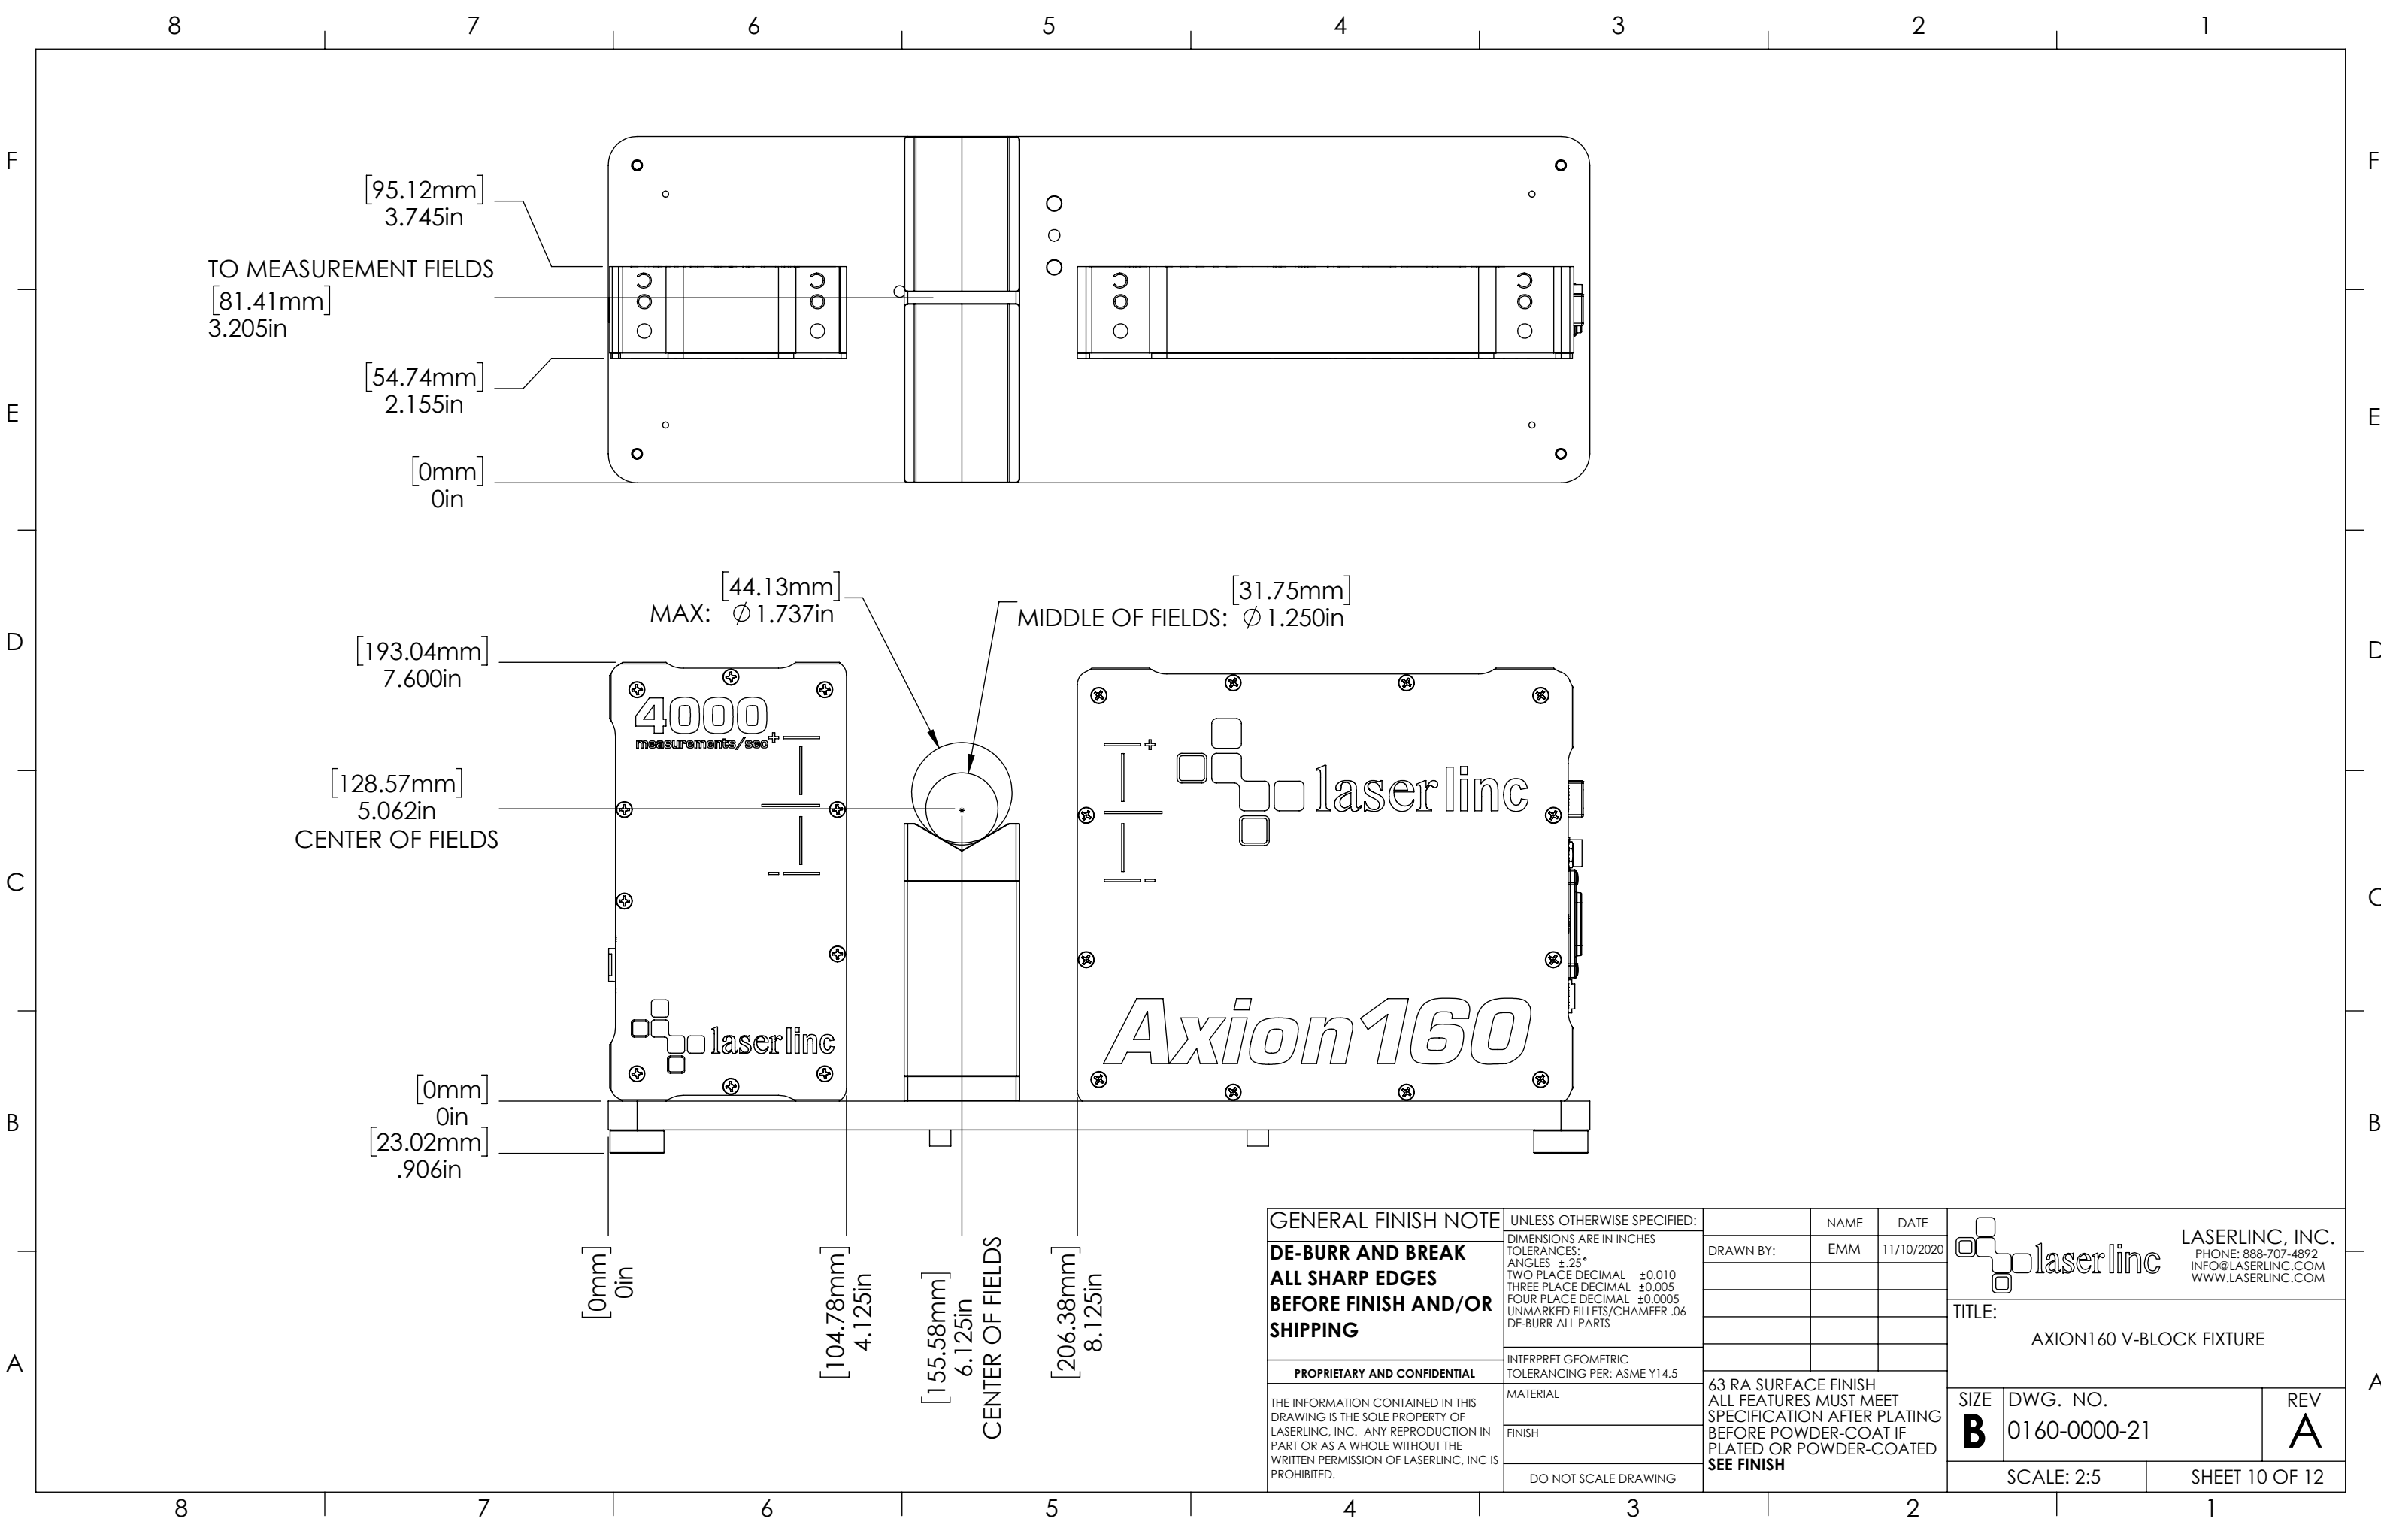 8 7 6 5 4 3 2 1
F
F
[95.12mm]
3.745in
TO MEASUREMENT FIELDS
[81.41mm]
3.205in
[54.74mm]
2.155in
E
E
[0mm]
0in
[44.13mm]
MAX: ∅1.737in
[31.75mm]
MIDDLE OF FIELDS: ∅1.250in
D
D
[193.04mm]
7.600in
4000
measurements/sec
+
+
laserlinc
[128.57mm]
5.062in
CENTER OF FIELDS
-
-
C
C
Axion160
laserlinc
[0mm]
0in
B
B
[23.02mm]
.906in
[0mm]
0in
[104.78mm]
4.125in
[155.58mm]
6.125in
CENTER OF FIELDS
[206.38mm]
8.125in
A
A
GENERAL FINISH NOTE
DE-BURR AND BREAK
ALL SHARP EDGES
BEFORE FINISH AND/OR
SHIPPING
PROPRIETARY AND CONFIDENTIAL
THE INFORMATION CONTAINED IN THIS
DRAWING IS THE SOLE PROPERTY OF
LASERLINC, INC. ANY REPRODUCTION IN
PART OR AS A WHOLE WITHOUT THE
WRITTEN PERMISSION OF LASERLINC, INC IS
PROHIBITED.
UNLESS OTHERWISE SPECIFIED:
DIMENSIONS ARE IN INCHES
TOLERANCES:
ANGLES ±.25°
TWO PLACE DECIMAL ±0.010
THREE PLACE DECIMAL ±0.005
FOUR PLACE DECIMAL ±0.0005
UNMARKED FILLETS/CHAMFER .06
DE-BURR ALL PARTS
INTERPRET GEOMETRIC
TOLERANCING PER: ASME Y14.5
MATERIAL
FINISH
DO NOT SCALE DRAWING
NAME DATE
DRAWN BY: EMM 11/10/2020
63 RA SURFACE FINISH
ALL FEATURES MUST MEET
SPECIFICATION AFTER PLATING
BEFORE POWDER-COAT IF
PLATED OR POWDER-COATED
SEE FINISH
laserlinc
LASERLINC, INC.
PHONE: 888-707-4892
INFO@LASERLINC.COM
WWW.LASERLINC.COM
TITLE:
AXION160 V-BLOCK FIXTURE
SIZE
B
DWG. NO.
0160-0000-21
REV
A
SCALE: 2:5
SHEET 10 OF 12
8 7 6 5 4 3 2 1